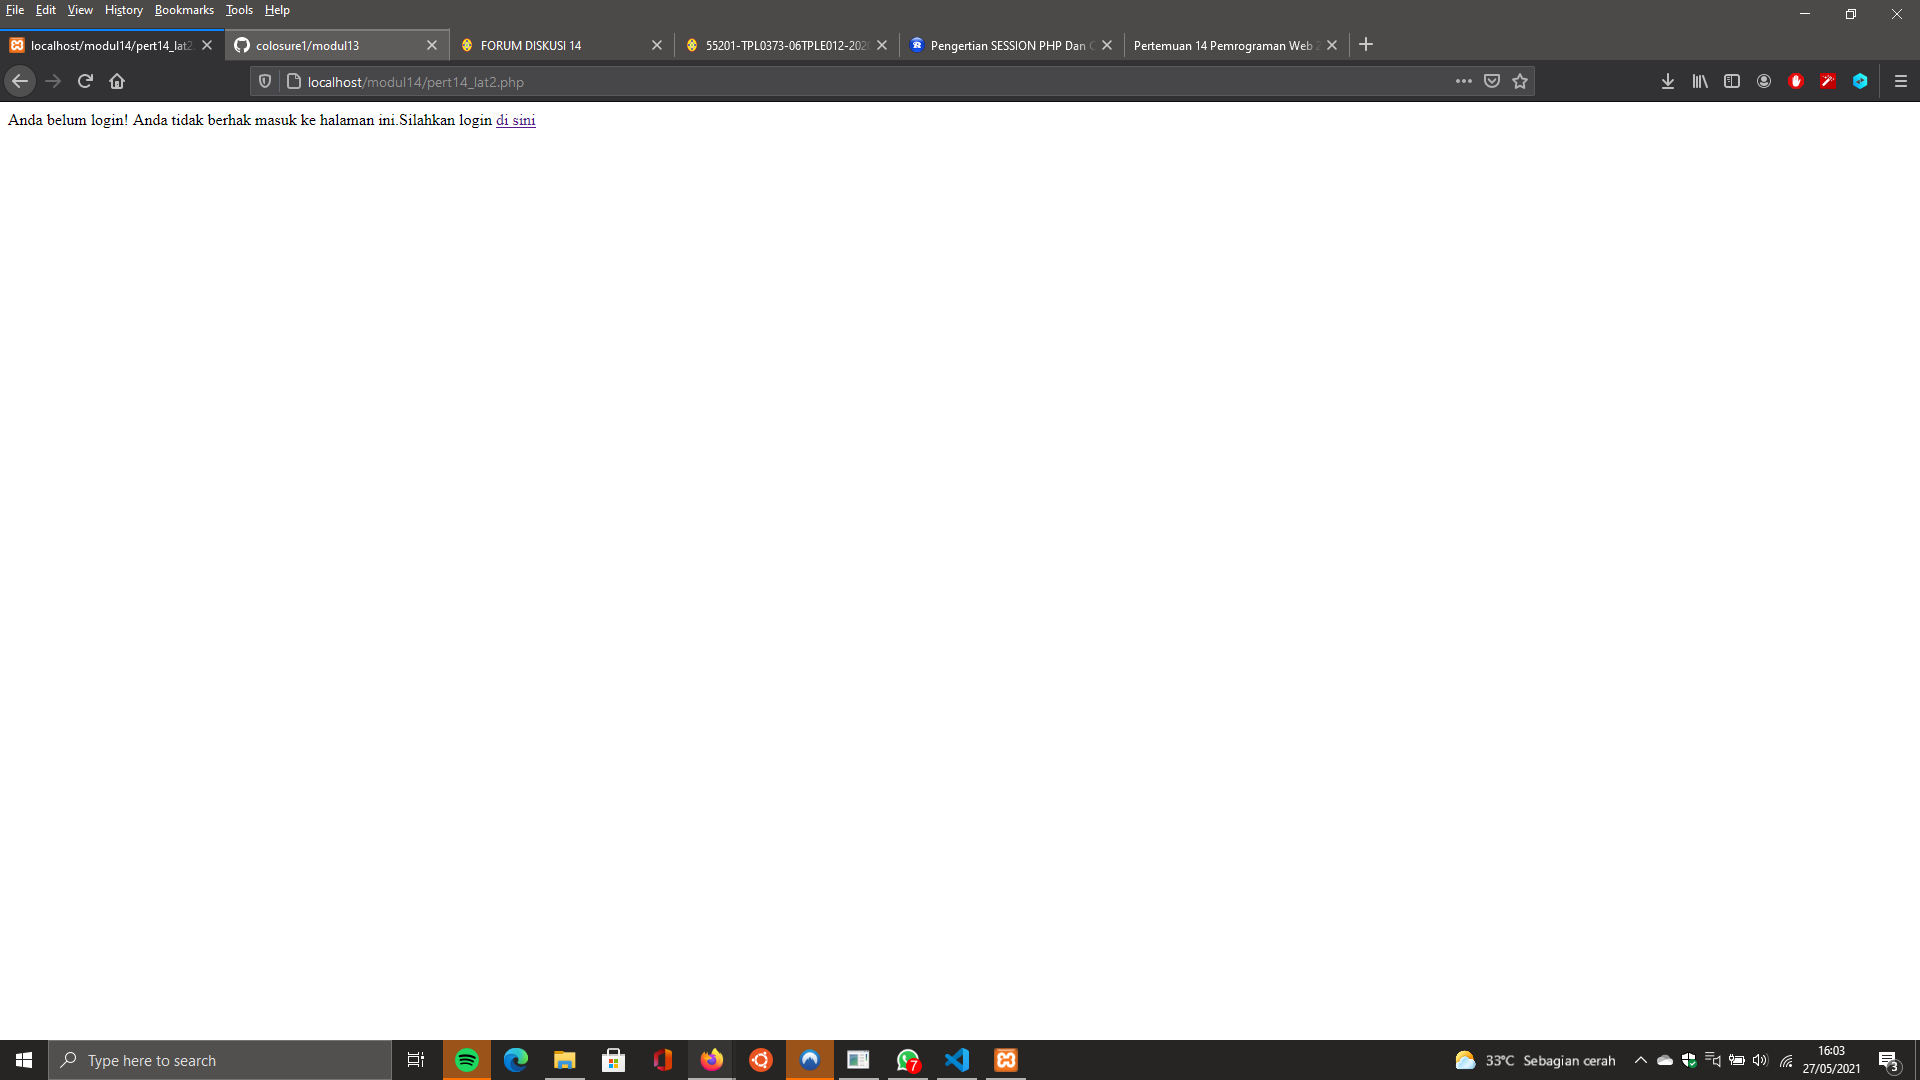 File Edit View History Bookmarks Tools Help
localhost/modul14/pert14_lat2
colosure1/modul13
FORUM DISKUSI 14
55201-TPL0373-06TPLE012-202
Pengertian SESSION PHP Dan
Pertemuan 14 Pemrograman Web
localhost/modul14/pert14_lat2.php
Anda belum login! Anda tidak berhak masuk ke halaman ini.Silahkan login di sini
Type here to search
7
33°C Sebagian cerah
16:03
27/05/2021
3